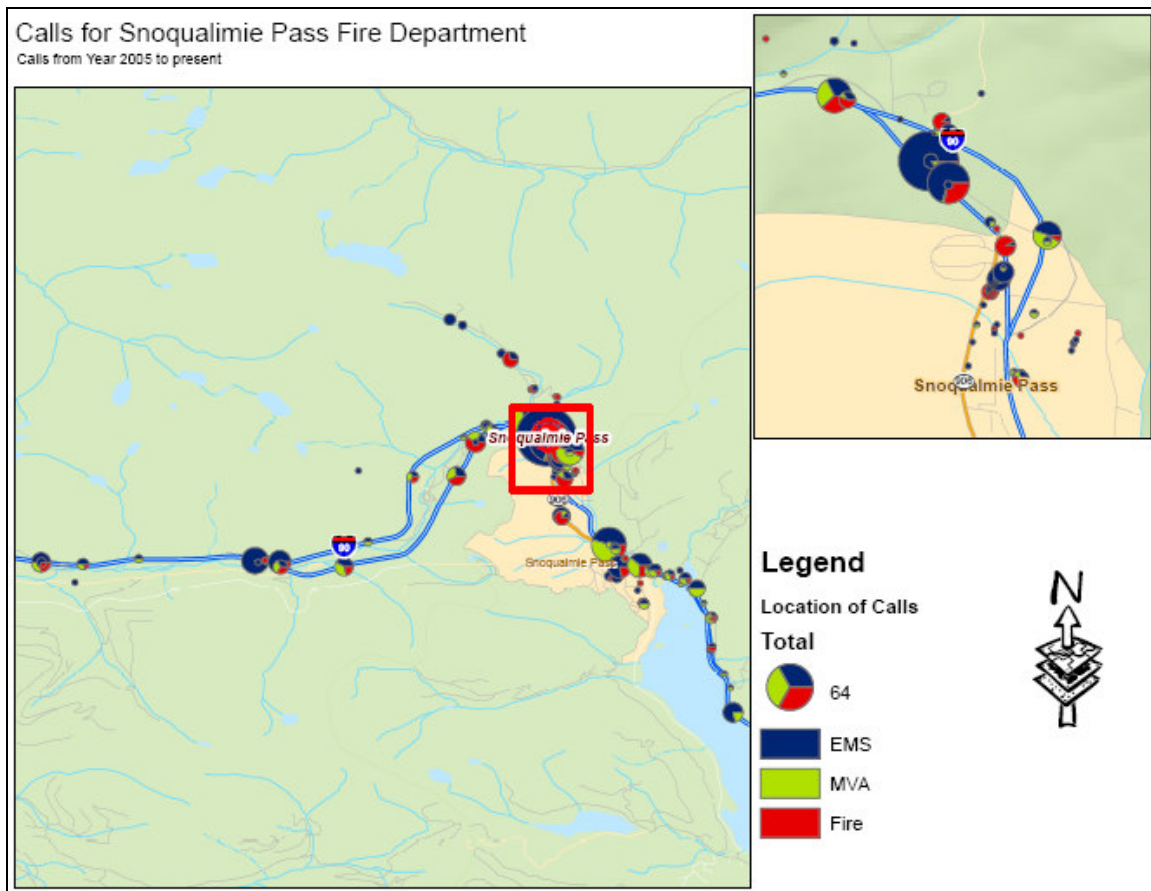 Calls for Snoqualimie Pass Fire Department
Calls from Year 2005 to present
90
Snoqualmie Pass
906
Snoqualmie Pass
906
90
Snoqualmie Pass
Legend
Location of Calls
Total
64
EMS
MVA
Fire
N